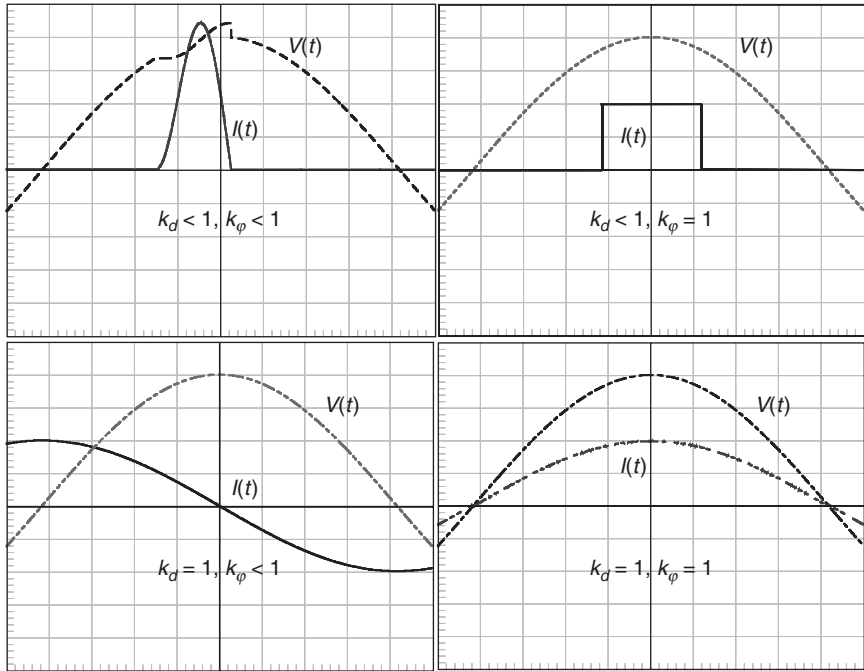 V(t)
I(t)
k_d < 1, k_φ < 1
V(t)
I(t)
k_d < 1, k_φ = 1
V(t)
I(t)
k_d = 1, k_φ < 1
V(t)
I(t)
k_d = 1, k_φ = 1